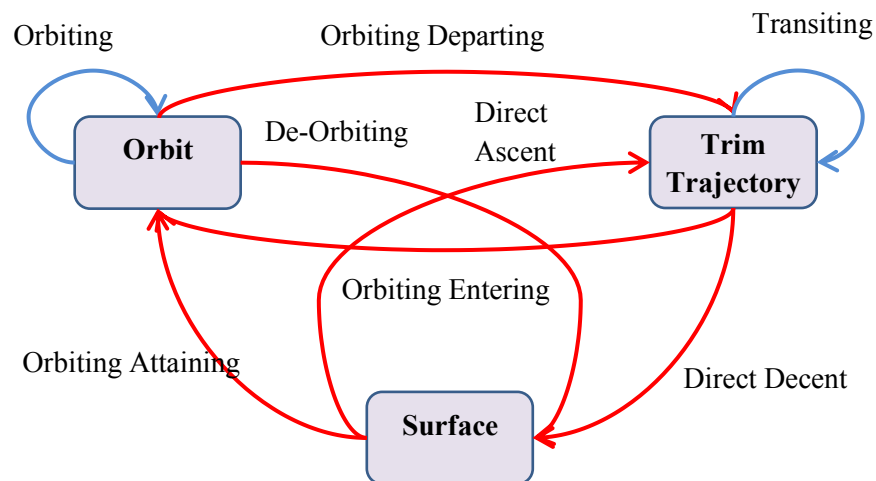 Orbiting
Orbiting Departing
Transiting
De-Orbiting
Direct
Ascent
Orbit
Trim
Trajectory
Orbiting Entering
Orbiting Attaining
Direct Decent
Surface